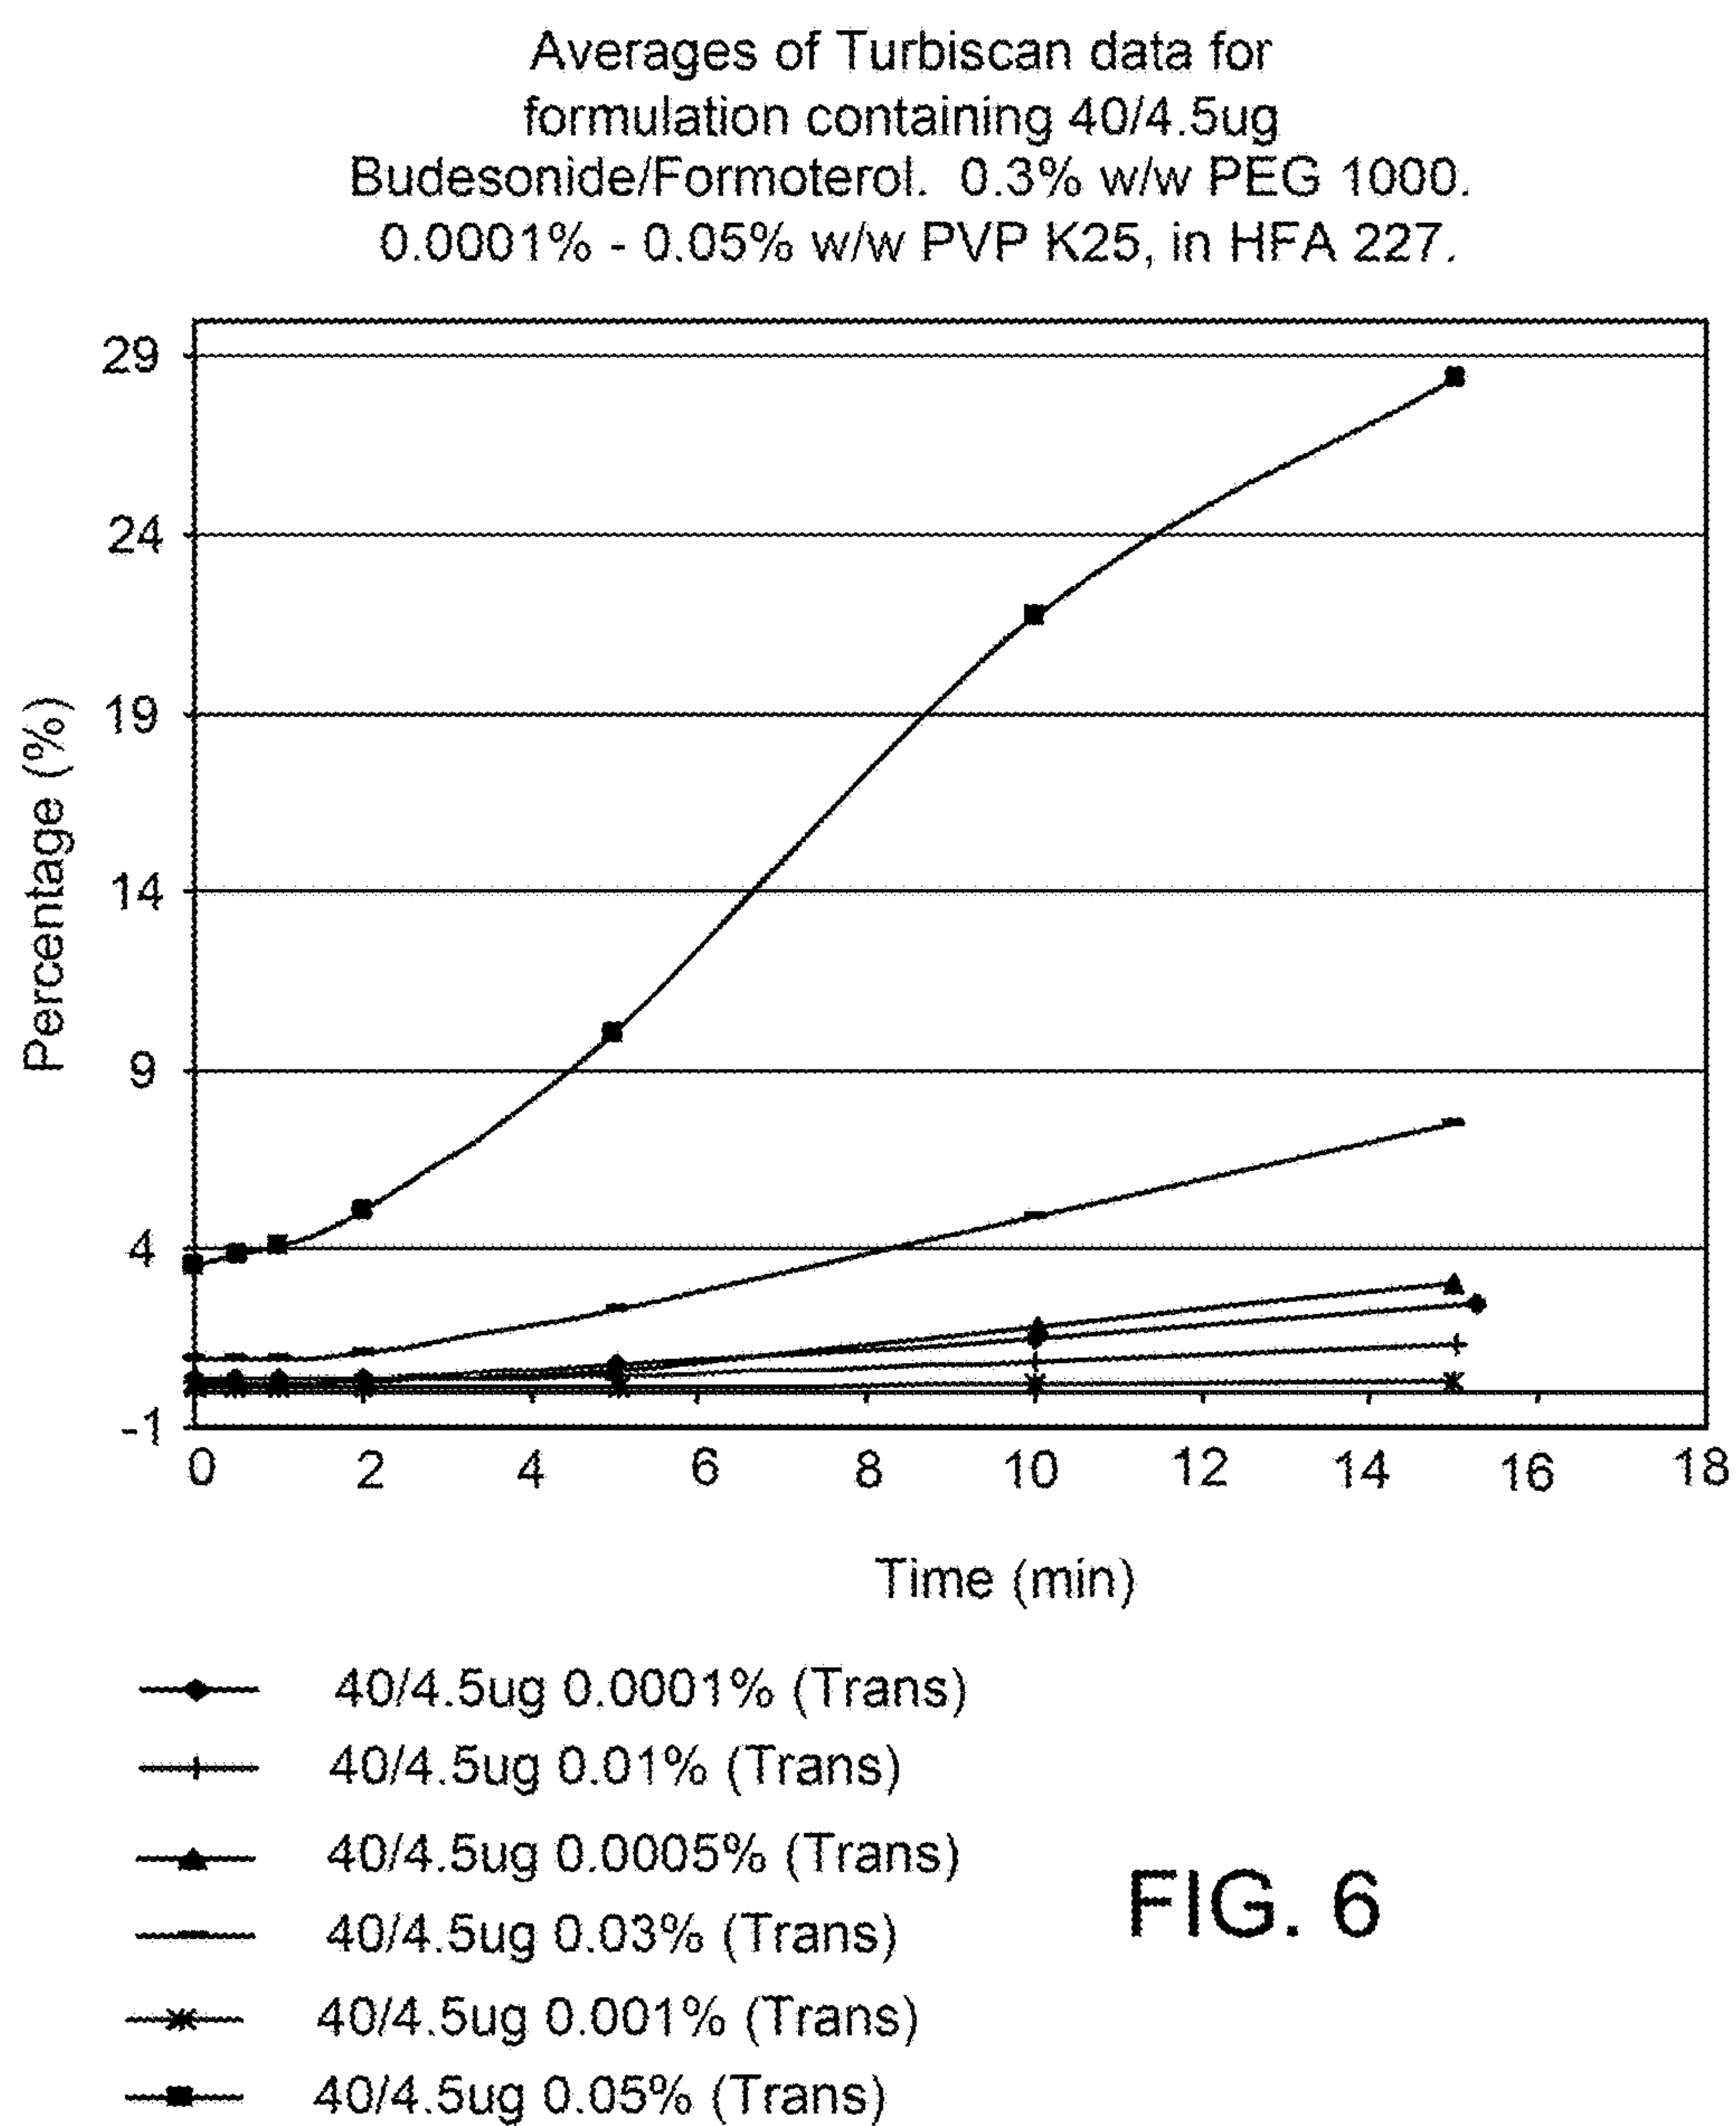 Averages of Turbiscan data for
formulation containing 40/4.5ug
Budesonide/Formoterol. 0.3% w/w PEG 1000.
0.0001% - 0.05% w/w PVP K25, in HFA 227.
29
24
19
14
9
4
-1
Percentage (%)
0 2 4 6 8 10 12 14 16 18
Time (min)
40/4.5ug 0.0001% (Trans)
40/4.5ug 0.01% (Trans)
40/4.5ug 0.0005% (Trans)
40/4.5ug 0.03% (Trans)
40/4.5ug 0.001% (Trans)
40/4.5ug 0.05% (Trans)
FIG. 6